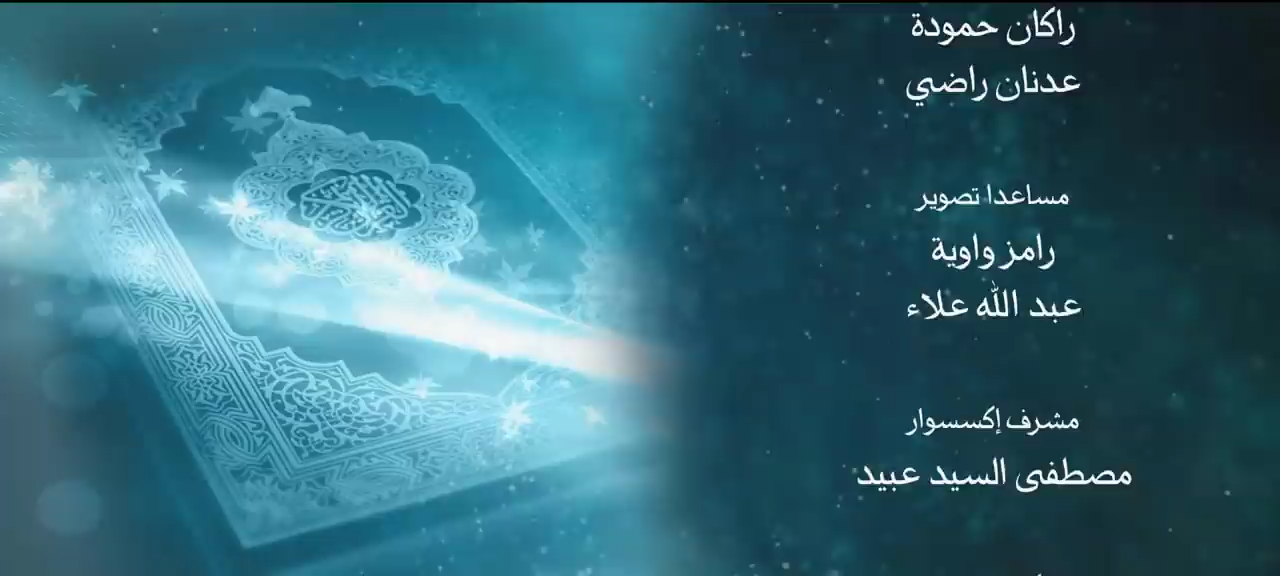 راكان حمودة
عدنان راضي
مساعدا تصوير
رامز واوية
عبد الله علاء
مشرف إكسسوار
مصطفى السيد عبيد